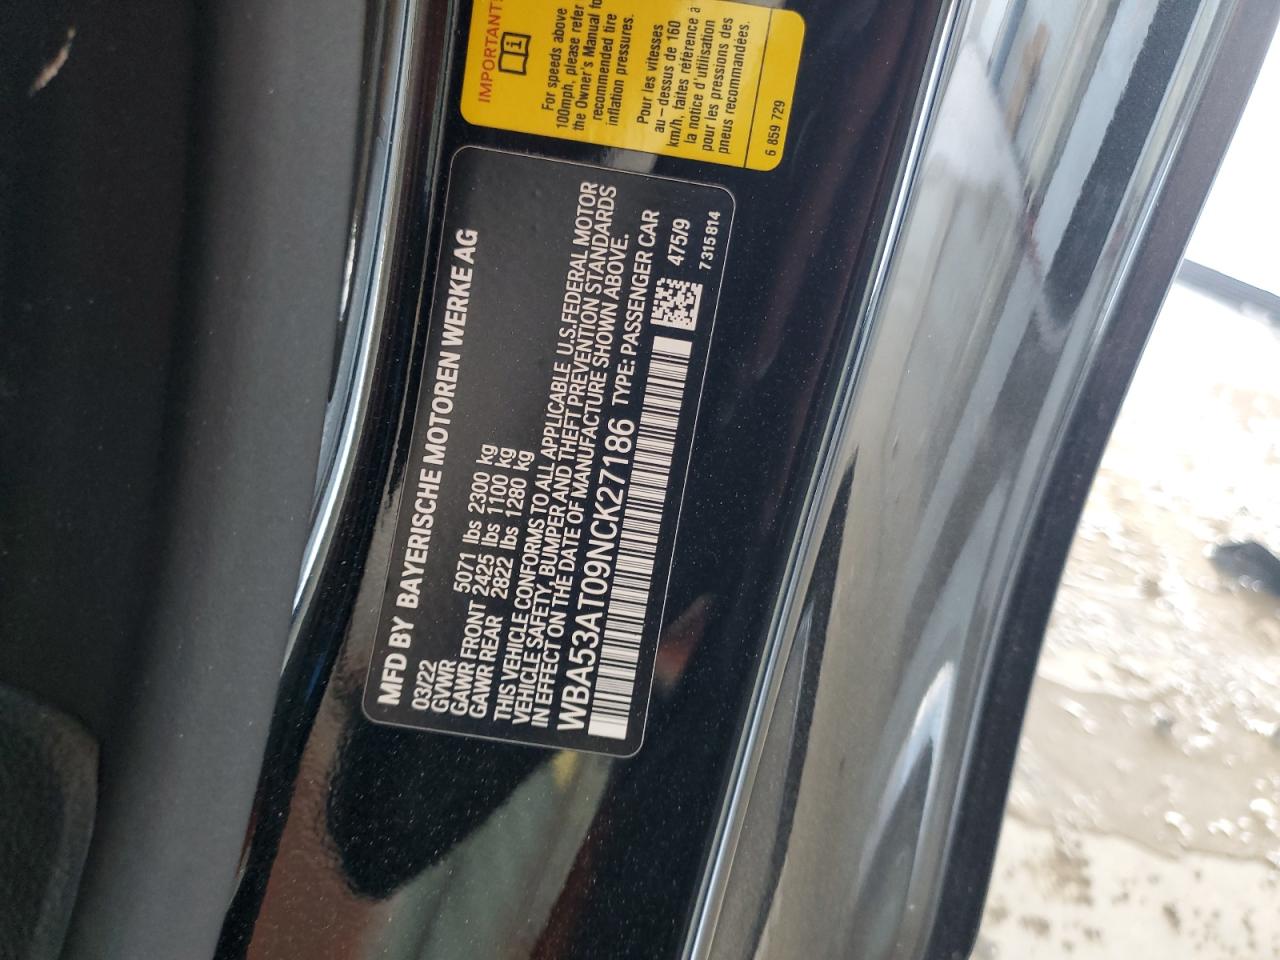 IMPORTANT:
For speeds above
100mph, please refer
the Owner's Manual fo
recommended tire
inflation pressures.
Pour les vitesses
au - dessus de 160
km/h, faites référence à
la notice d'utilisation
pour les pressions des
pneus recommandées.
6 859 729
MFD BY BAYERISCHE MOTOREN WERKE AG
03/22
GVWR 5071 lbs 2300 kg
GAWR FRONT 2425 lbs 1100 kg
GAWR REAR 2822 lbs 1280 kg
THIS VEHICLE CONFORMS TO ALL APPLICABLE U.S.FEDERAL MOTOR
VEHICLE SAFETY, BUMPER AND THEFT PREVENTION STANDARDS
IN EFFECT ON THE DATE OF MANUFACTURE SHOWN ABOVE.
WBA53AT09NCK27186 TYPE: PASSENGER CAR
475/9
7 315 814